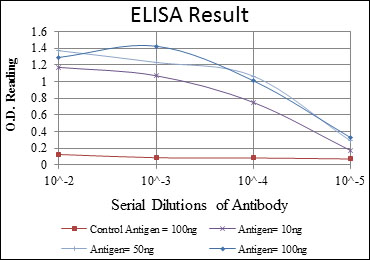 ELISA Result
O.D. Reading
1.6
1.4
1.2
1
0.8
0.6
0.4
0.2
0
10^-2 10^-3 10^-4 10^-5
Serial Dilutions of Antibody
Control Antigen = 100ng Antigen= 10ng
Antigen= 50ng Antigen= 100ng